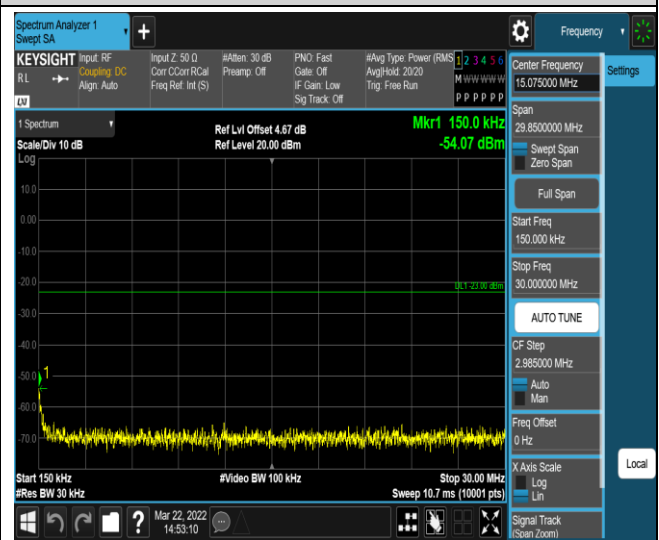 Spectrum Analyzer 1
Swept SA
Frequency
KEYSIGHT
RL
Input: RF
Coupling: DC
Align: Auto
Input Z: 50 Ω
Corr CCorr RCal
Freq Ref: Int (S)
#Atten: 30 dB
Preamp: Off
PNO: Fast
Gate: Off
IF Gain: Low
Sig Track: Off
#Avg Type: Power (RMS
Avg|Hold: 20/20
Trig: Free Run
1 2 3 4 5 6
M W W W W W
P P P P P P
1 Spectrum
Scale/Div 10 dB
Ref Lvl Offset 4.67 dB
Ref Level 20.00 dBm
Mkr1 150.0 kHz
-54.07 dBm
Log
10.0
0.00
-10.0
-20.0
DL1 -23.00 dBm
-30.0
-40.0
-50.0
1
-60.0
-70.0
Start 150 kHz
#Res BW 30 kHz
#Video BW 100 kHz
Stop 30.00 MHz
Sweep 10.7 ms (10001 pts)
Mar 22, 2022
14:53:10
Center Frequency
15.075000 MHz
Span
29.8500000 MHz
Swept Span
Zero Span
Full Span
Start Freq
150.000 kHz
Stop Freq
30.000000 MHz
AUTO TUNE
CF Step
2.985000 MHz
Auto
Man
Freq Offset
0 Hz
X Axis Scale
Log
Lin
Signal Track
(Span Zoom)
Settings
Local